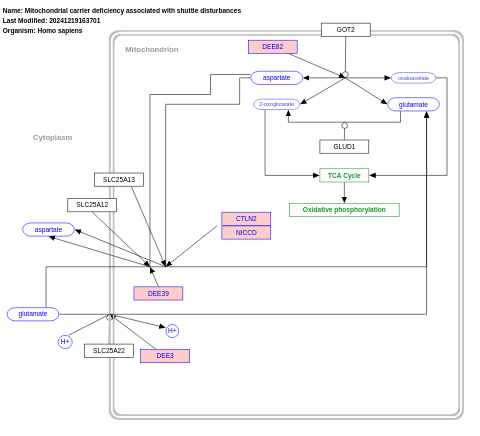 Name: Mitochondrial carrier deficiency associated with shuttle disturbances
Last Modified: 20241219163701
Organism: Homo sapiens
GOT2
Mitochondrion
DEE82
aspartate
oxaloacetate
2-oxoglutarate
glutamate
Cytoplasm
GLUD1
TCA Cycle
SLC25A13
SLC25A12
Oxidative phosphorylation
CTLN2
aspartate
NICCD
DEE39
glutamate
H+
H+
SLC25A22
DEE3